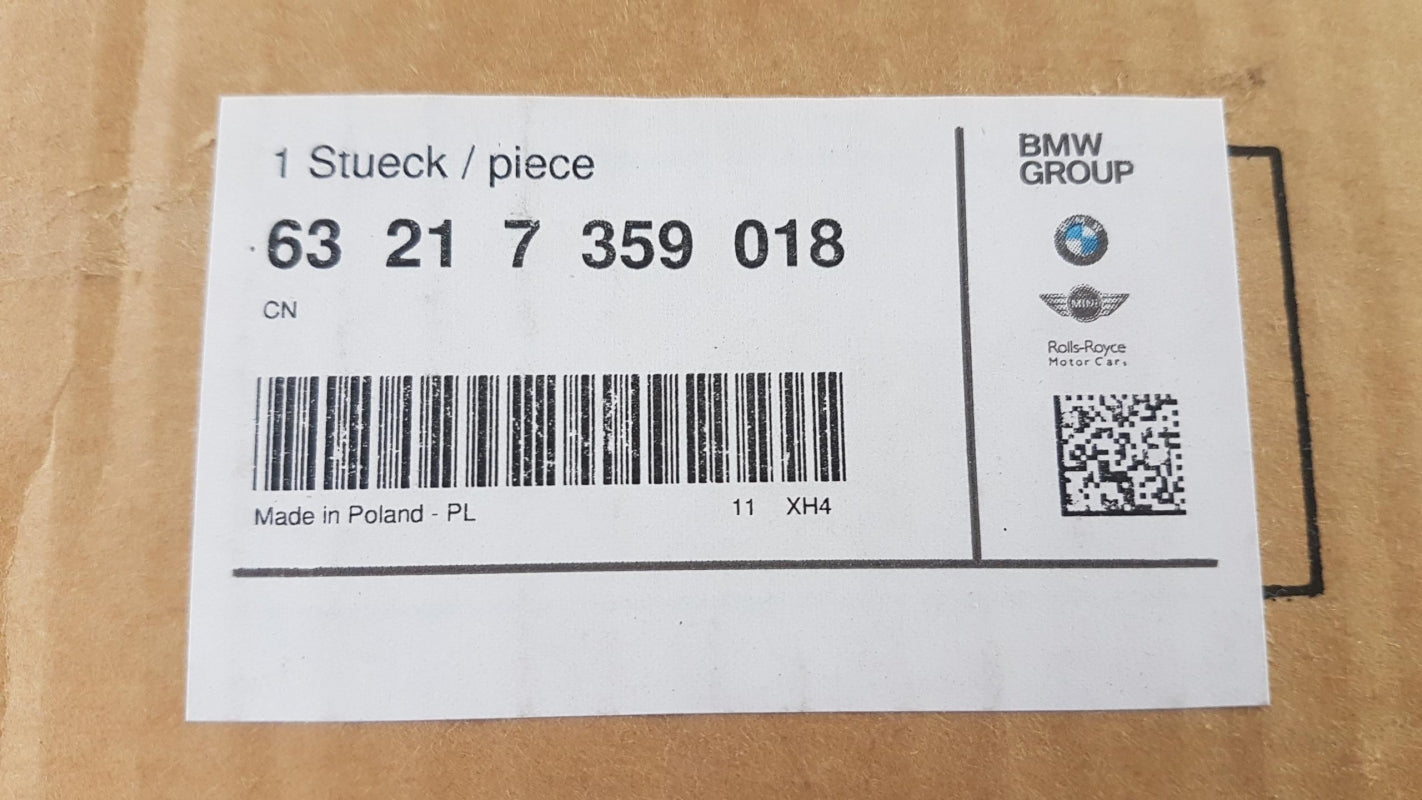 1 Stueck / piece
63 21 7 359 018
CN
Made in Poland - PL 11 XH4
BMW
GROUP
MINI
Rolls-Royce
Motor Cars